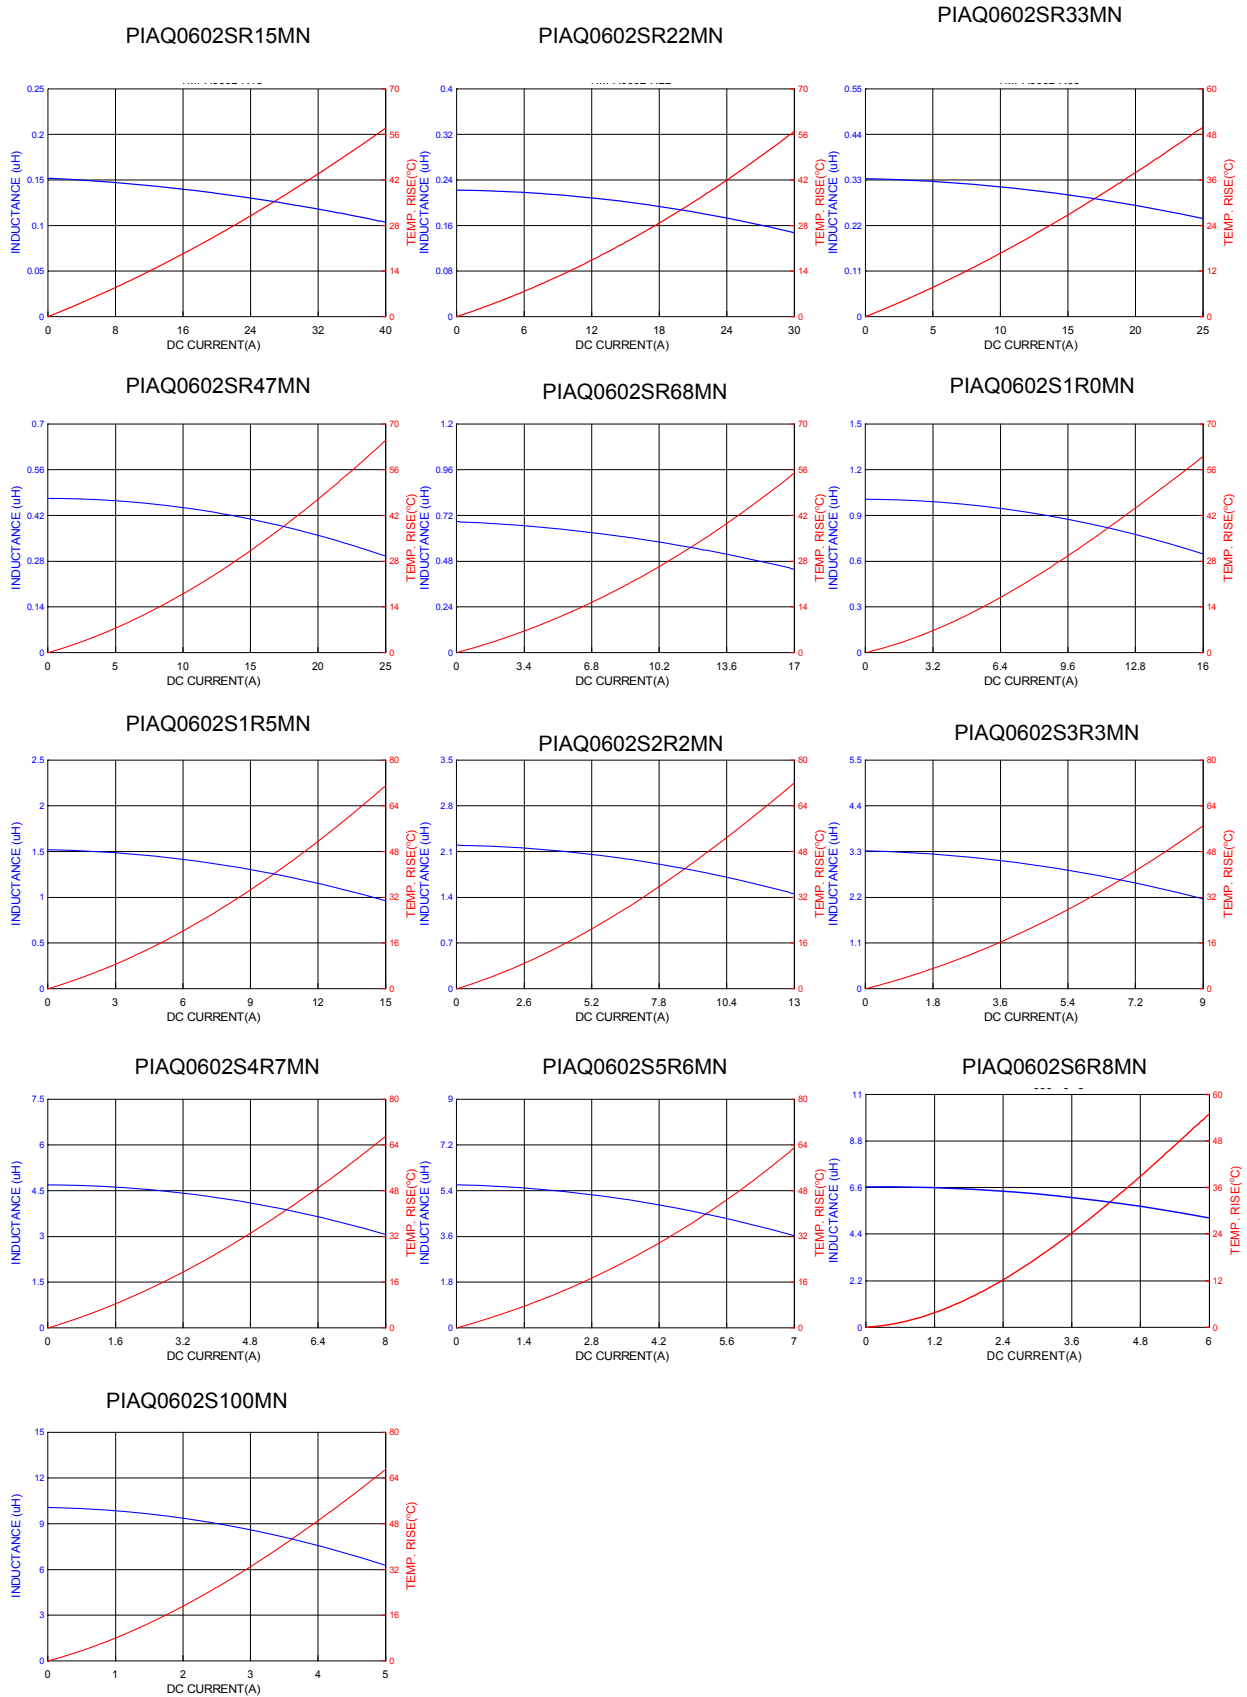 PIAQ0602SR15MN
PIAQ0602SR22MN
PIAQ0602SR33MN
INDUCTANCE (uH)
0.25
0.2
0.15
0.1
0.05
0
TEMP. RISE(ºC)
70
56
42
28
14
0
0 8 16 24 32 40
DC CURRENT(A)
INDUCTANCE (uH)
0.4
0.32
0.24
0.16
0.08
0
TEMP. RISE(ºC)
70
56
42
28
14
0
0 6 12 18 24 30
DC CURRENT(A)
INDUCTANCE (uH)
0.55
0.44
0.33
0.22
0.11
0
TEMP. RISE(ºC)
60
48
36
24
12
0
0 5 10 15 20 25
DC CURRENT(A)
PIAQ0602SR47MN
PIAQ0602SR68MN
PIAQ0602S1R0MN
INDUCTANCE (uH)
0.7
0.56
0.42
0.28
0.14
0
TEMP. RISE(ºC)
70
56
42
28
14
0
0 5 10 15 20 25
DC CURRENT(A)
INDUCTANCE (uH)
1.2
0.96
0.72
0.48
0.24
0
TEMP. RISE(ºC)
70
56
42
28
14
0
0 3.4 6.8 10.2 13.6 17
DC CURRENT(A)
INDUCTANCE (uH)
1.5
1.2
0.9
0.6
0.3
0
TEMP. RISE(ºC)
70
56
42
28
14
0
0 3.2 6.4 9.6 12.8 16
DC CURRENT(A)
PIAQ0602S1R5MN
PIAQ0602S2R2MN
PIAQ0602S3R3MN
INDUCTANCE (uH)
2.5
2
1.5
1
0.5
0
TEMP. RISE(ºC)
80
64
48
32
16
0
0 3 6 9 12 15
DC CURRENT(A)
INDUCTANCE (uH)
3.5
2.8
2.1
1.4
0.7
0
TEMP. RISE(ºC)
80
64
48
32
16
0
0 2.6 5.2 7.8 10.4 13
DC CURRENT(A)
INDUCTANCE (uH)
5.5
4.4
3.3
2.2
1.1
0
TEMP. RISE(ºC)
80
64
48
32
16
0
0 1.8 3.6 5.4 7.2 9
DC CURRENT(A)
PIAQ0602S4R7MN
PIAQ0602S5R6MN
PIAQ0602S6R8MN
INDUCTANCE (uH)
7.5
6
4.5
3
1.5
0
TEMP. RISE(ºC)
80
64
48
32
16
0
0 1.6 3.2 4.8 6.4 8
DC CURRENT(A)
INDUCTANCE (uH)
9
7.2
5.4
3.6
1.8
0
TEMP. RISE(ºC)
80
64
48
32
16
0
0 1.4 2.8 4.2 5.6 7
DC CURRENT(A)
INDUCTANCE (uH)
11
8.8
6.6
4.4
2.2
0
TEMP. RISE(ºC)
60
48
36
24
12
0
0 1.2 2.4 3.6 4.8 6
DC CURRENT(A)
PIAQ0602S100MN
INDUCTANCE (uH)
15
12
9
6
3
0
TEMP. RISE(ºC)
80
64
48
32
16
0
0 1 2 3 4 5
DC CURRENT(A)